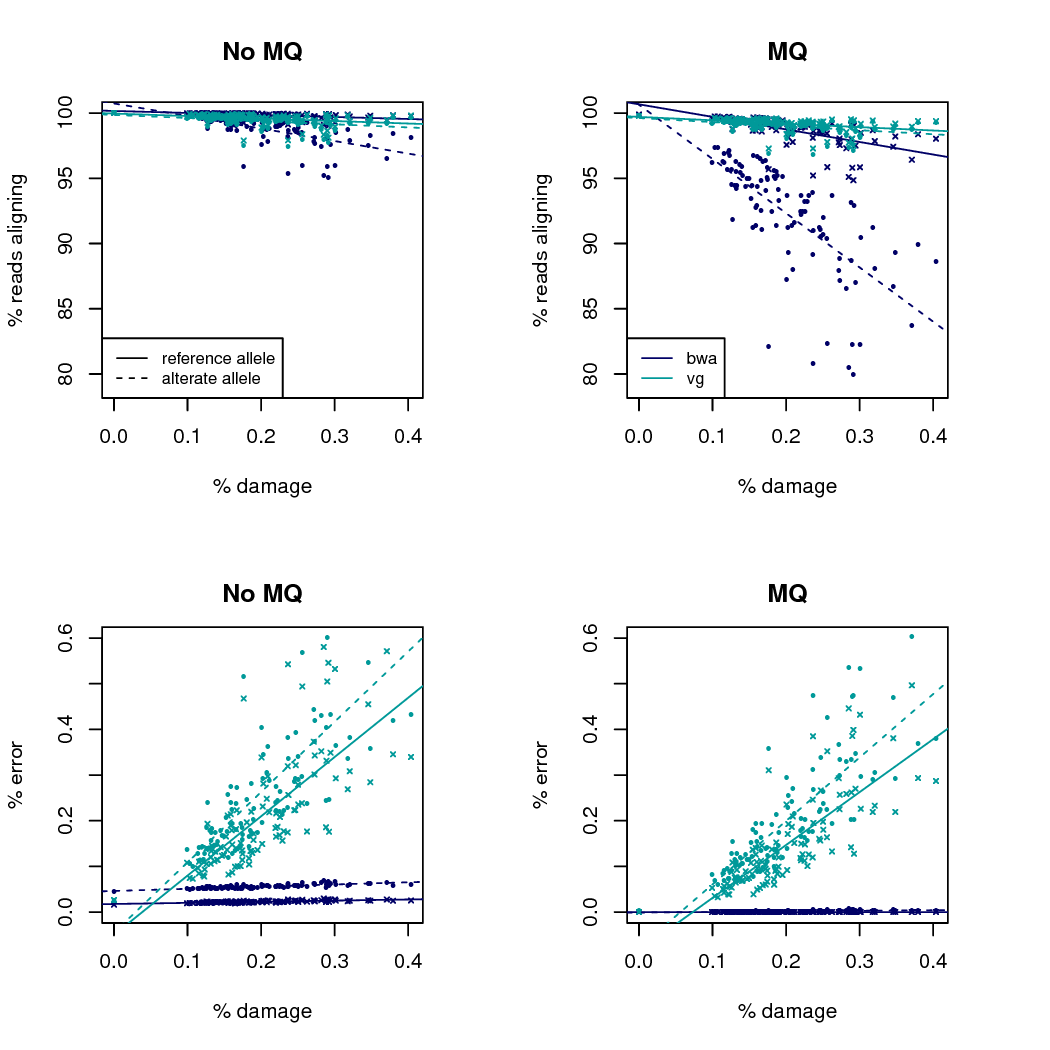 No MQ
% reads aligning
100
95
90
85
80
reference allele
alterate allele
0.0 0.1 0.2 0.3 0.4
% damage
MQ
% reads aligning
100
95
90
85
80
bwa
vg
0.0 0.1 0.2 0.3 0.4
% damage
No MQ
% error
0.6
0.4
0.2
0.0
0.0 0.1 0.2 0.3 0.4
% damage
MQ
% error
0.6
0.4
0.2
0.0
0.0 0.1 0.2 0.3 0.4
% damage